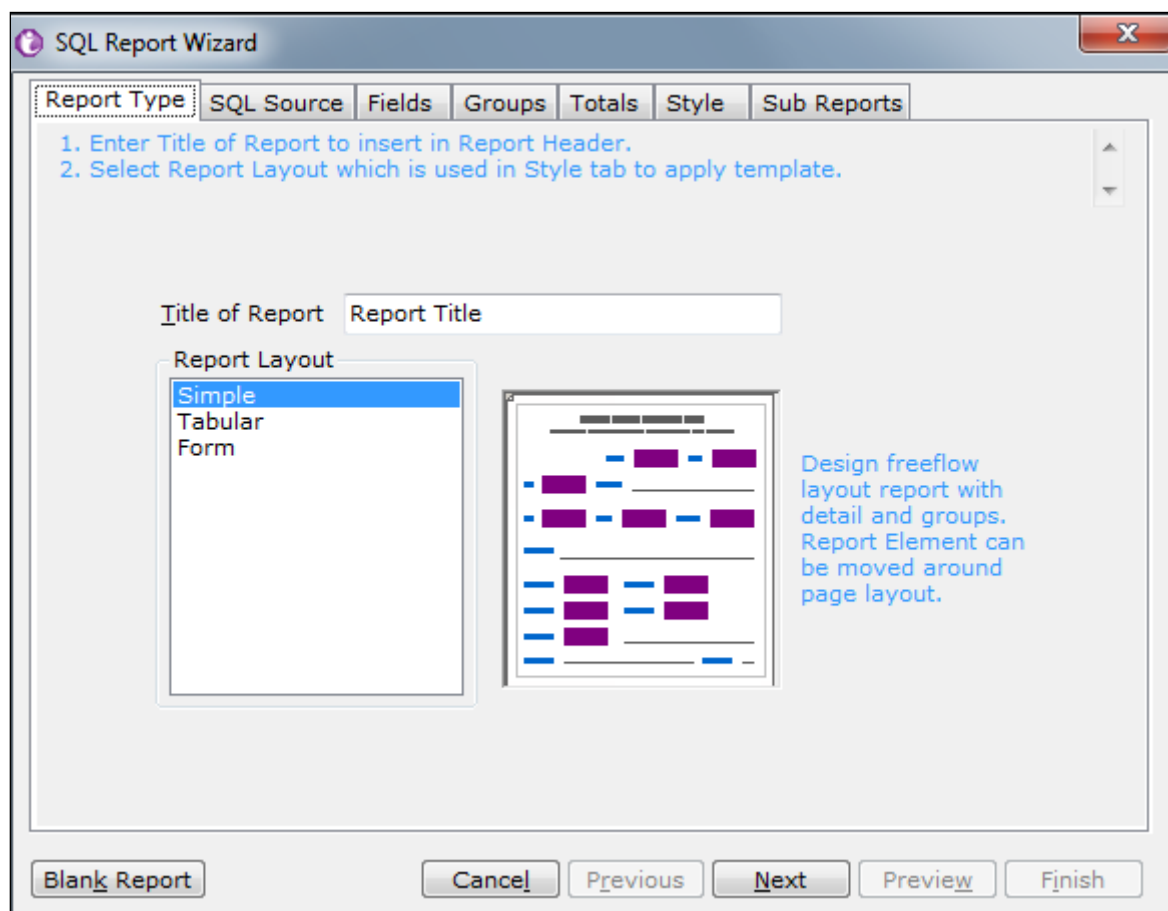 SQL Report Wizard
Report Type SQL Source Fields Groups Totals Style Sub Reports
1. Enter Title of Report to insert in Report Header.
2. Select Report Layout which is used in Style tab to apply template.
Title of Report Report Title
Report Layout
Simple
Tabular
Form
Design freeflow
layout report with
detail and groups.
Report Element can
be moved around
page layout.
Blank Report Cancel Previous Next Preview Finish